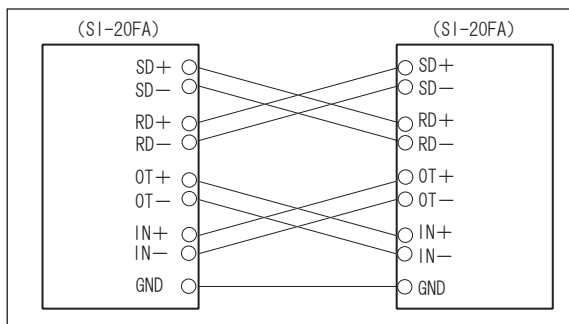 (SI-20FA) (SI-20FA)
SD+ SD+
SD- SD-
RD+ RD+
RD- RD-
OT+ OT+
OT- OT-
IN+ IN+
IN- IN-
GND GND